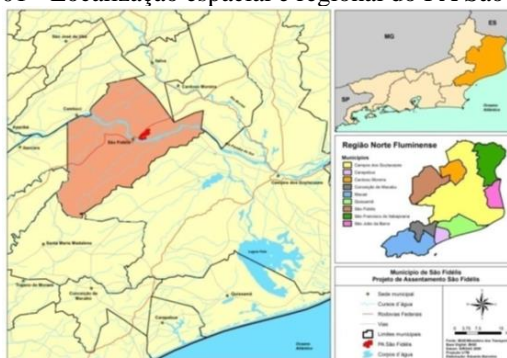 01 - Localização espacial e regional do PA São
São José de Ubá
Italva
Cardoso Moreira
Cambuci
Aperibé
Itaocara
São Fidélis
Campos dos Goytacazes
Santa Maria Madalena
Trajano de Morais
Conceição de Macabu
Quissamã
Carapebus
Lagoa Feia
Oceano Atlântico
MG
ES
SP
Oceano Atlântico
Região Norte Fluminense
Municípios
Campos dos Goytacazes
Carapebus
Cardoso Moreira
Conceição de Macabu
Macaé
Quissamã
São Fidélis
São Francisco de Itabapoana
São João da Barra
Município de São Fidélis
Projeto de Assentamento São Fidélis
Sede municipal
Cursos d'água
Rodovias Federais
Vias
Limites municipais
PA São Fidélis
Corpos d'água